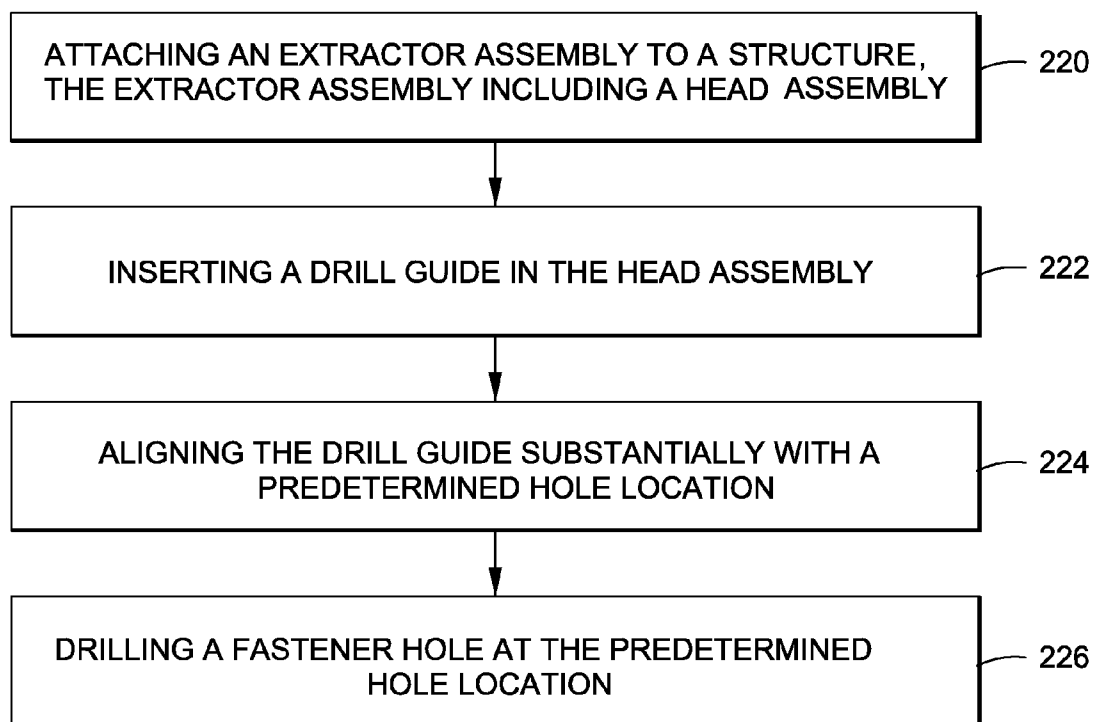 ATTACHING AN EXTRACTOR ASSEMBLY TO A STRUCTURE,
THE EXTRACTOR ASSEMBLY INCLUDING A HEAD ASSEMBLY
220
INSERTING A DRILL GUIDE IN THE HEAD ASSEMBLY
222
ALIGNING THE DRILL GUIDE SUBSTANTIALLY WITH A
PREDETERMINED HOLE LOCATION
224
DRILLING A FASTENER HOLE AT THE PREDETERMINED
HOLE LOCATION
226